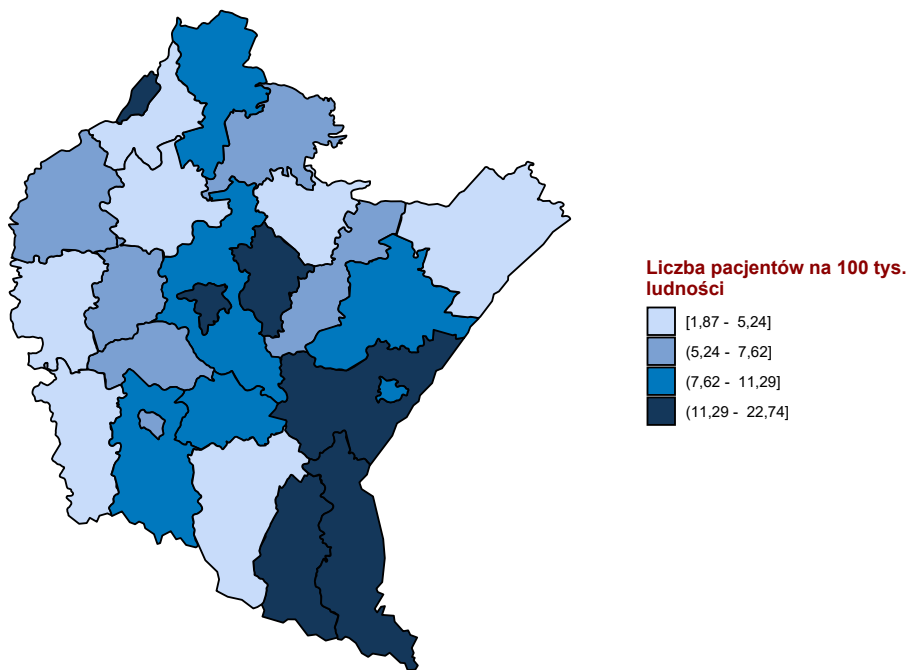 Liczba pacjentów na 100 tys.
ludności
[1,87 - 5,24]
(5,24 - 7,62]
(7,62 - 11,29]
(11,29 - 22,74]